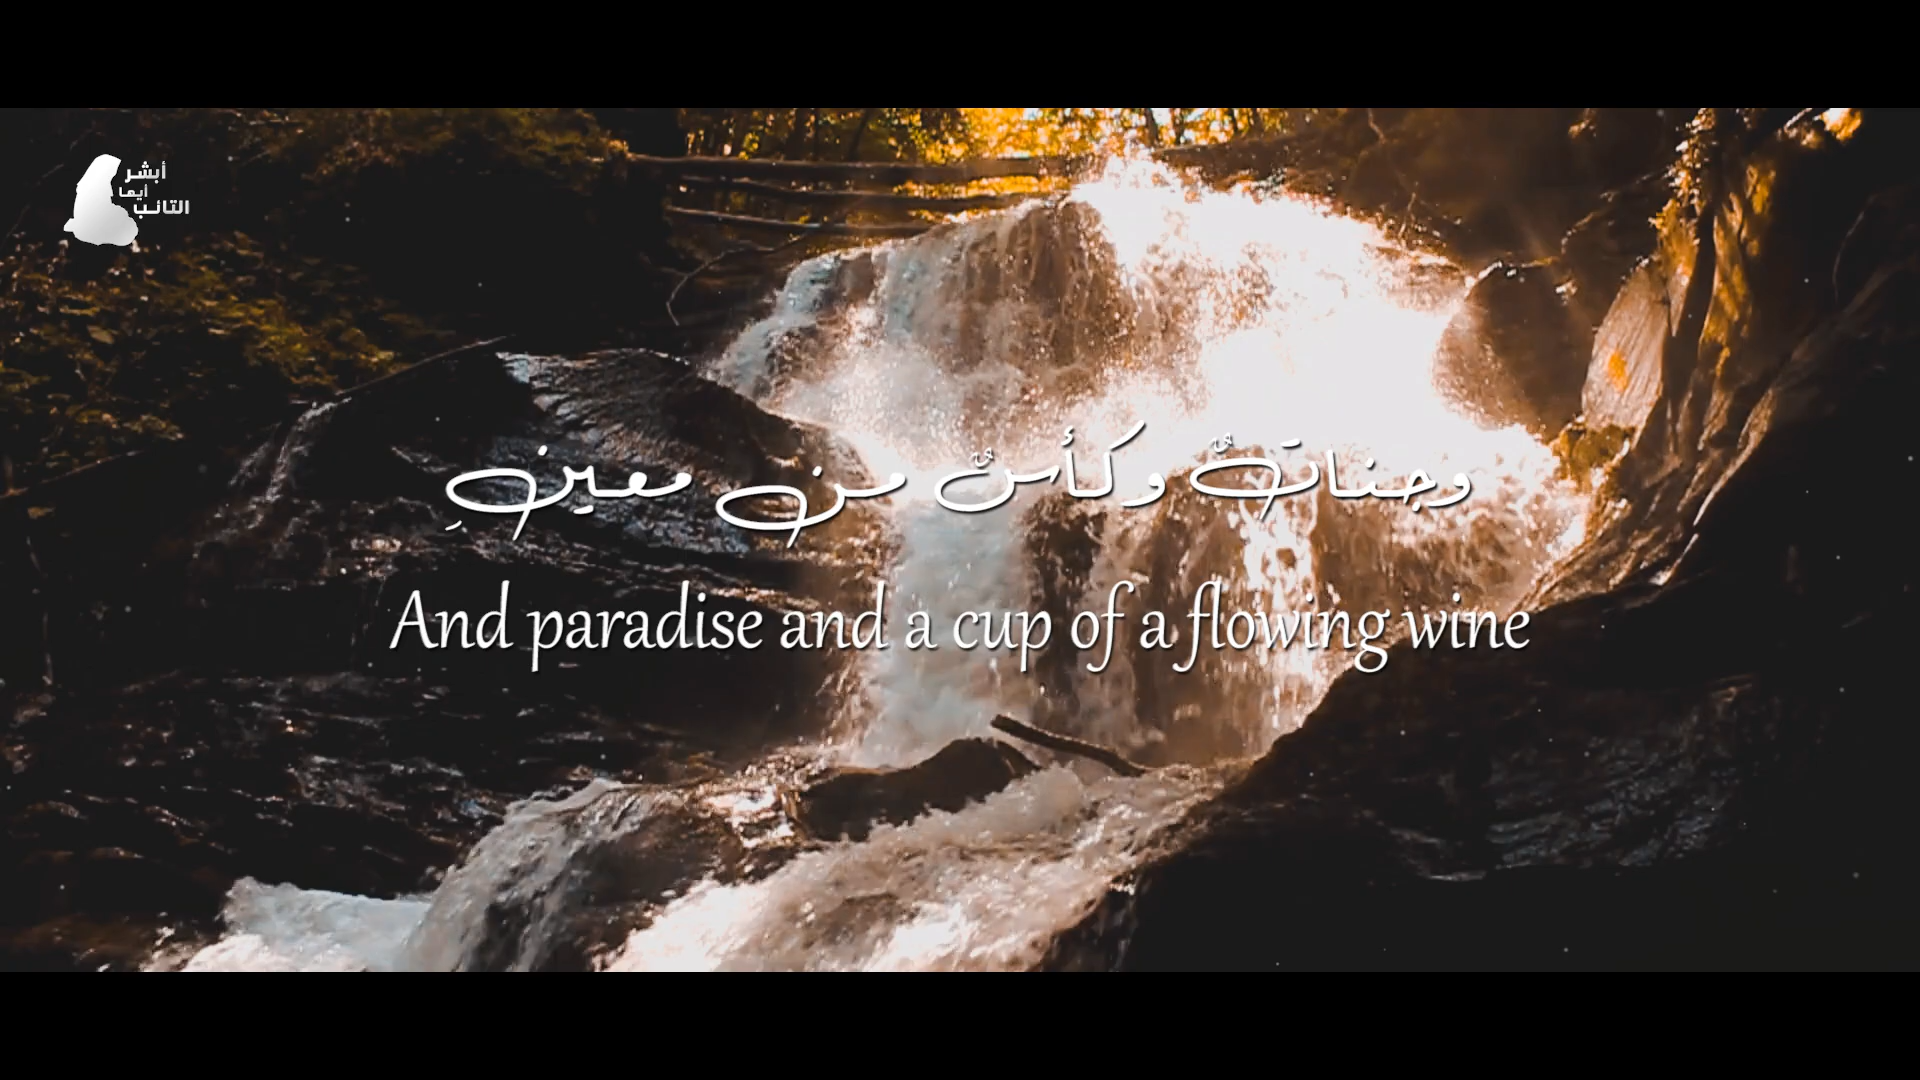 أبشر
أيها
التائب
وجناتٌ وكأسٌ من معينِ
And paradise and a cup of a flowing wine